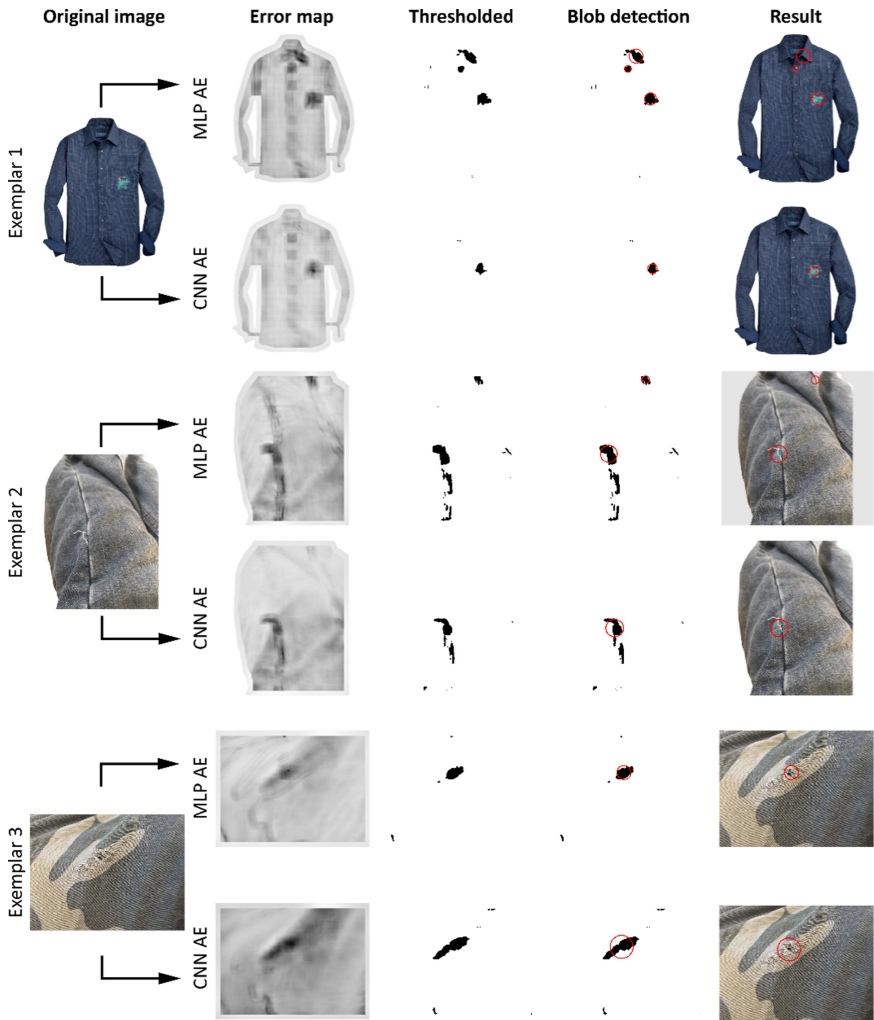 Original image Error map Thresholded Blob detection Result
Exemplar 1
MLP AE
CNN AE
Exemplar 2
MLP AE
CNN AE
Exemplar 3
MLP AE
CNN AE